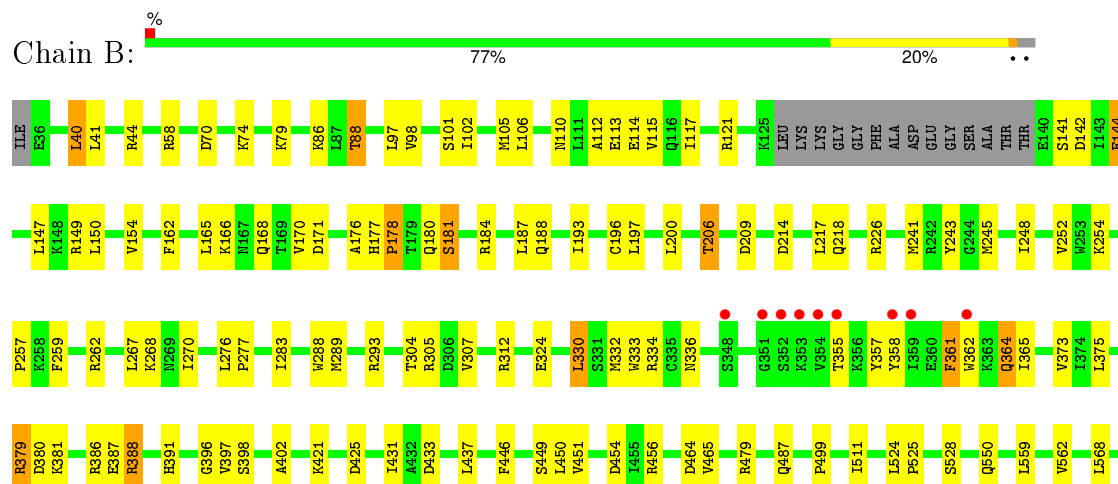 %
Chain B:
77% 20% • •
ILE E36 L40 L41 R44 R58 D70 K74 K79 K86 L87 T88 L97 V98 S101 I102 M105 L106 N110 L111 A112 E113 E114 V115 Q116 I117 R121 K125 LEU LYS LYS GLY GLY PHE ALA ASP GLU GLY SER ALA THR THR E140 S141 D142 I143 E144
L147 K148 R149 L150 V154 F162 L165 K166 N167 Q168 T169 V170 D171 A176 H177 P178 T179 Q180 S181 R184 L187 Q188 I193 C196 L197 L200 T206 D209 D214 L217 Q218 R226 M241 R242 Y243 G244 M245 I248 V252 W253 K254
P257 K258 F259 R262 L267 K268 N269 I270 L276 P277 I283 W288 M289 R293 T304 R305 D306 V307 R312 E324 L330 S331 M332 W333 R334 C335 N336 S348 G351 S352 K353 V354 T355 K356 Y357 Y358 I359 E360 F361 W362 K363 Q364 I365 V373 I374 L375
R379 D380 K381 R386 E387 R388 H391 G396 V397 S398 A402 K421 D425 I431 A432 D433 L437 F446 S449 L450 V451 D454 I455 R456 D464 V465 R479 Q487 P499 I511 L524 P525 S528 Q550 L559 V562 L568